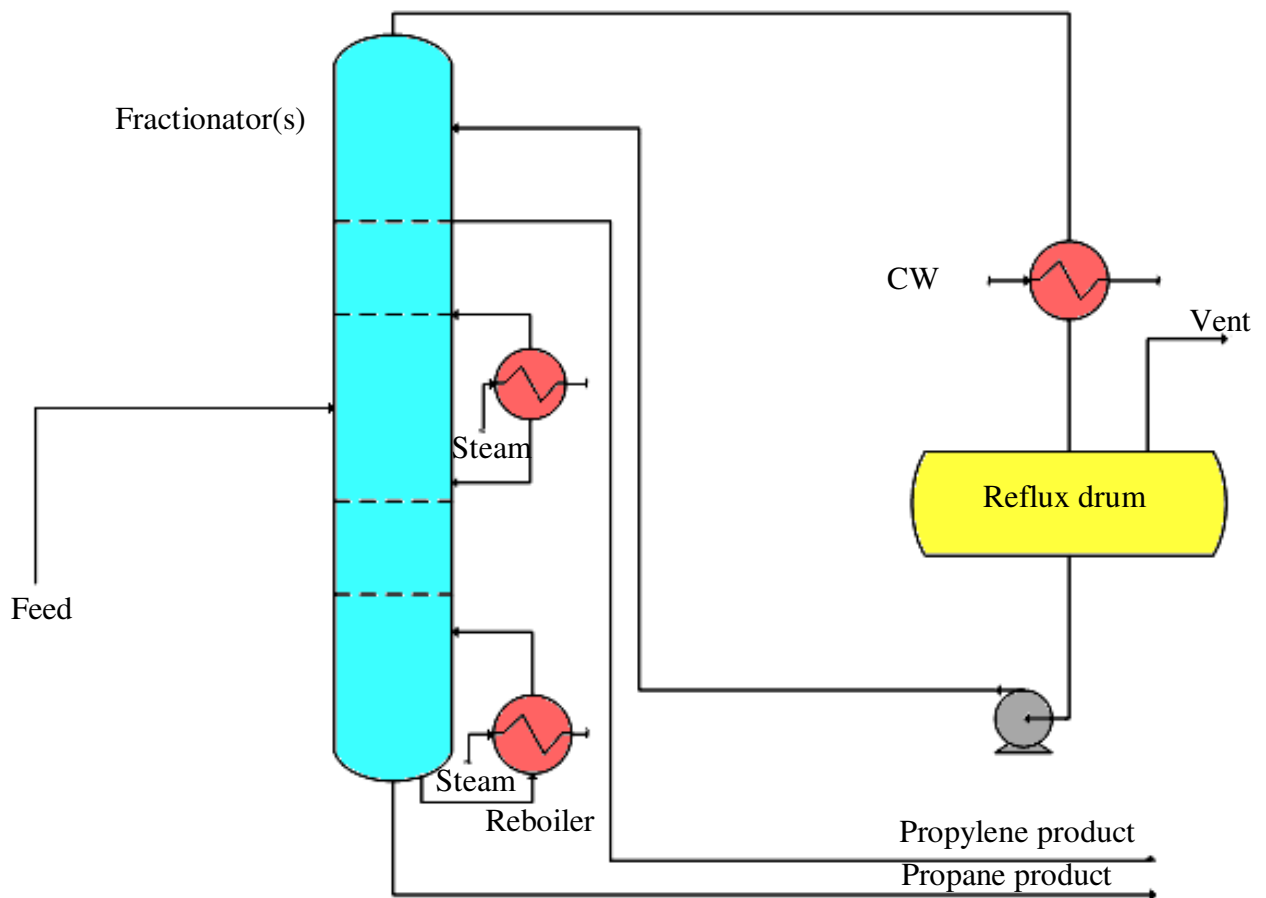 Fractionator(s)
CW
Vent
Steam
Reflux drum
Feed
Steam
Reboiler
Propylene product
Propane product